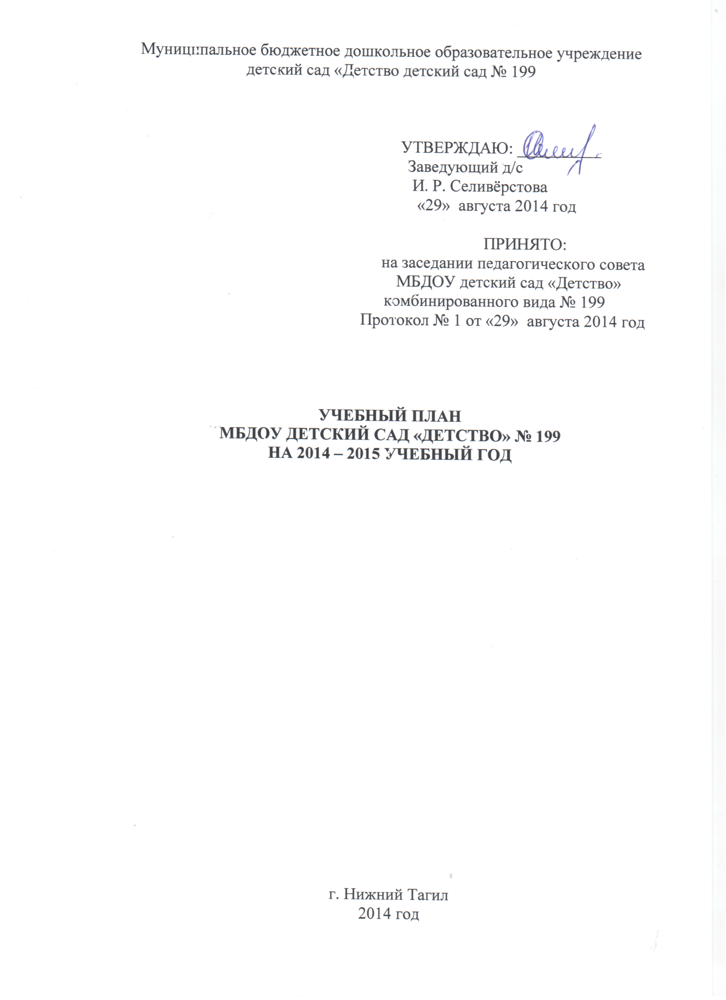 Муниципальное бюджетное дошкольное образовательное учреждение
детский сад «Детство детский сад № 199
УТВЕРЖДАЮ:
Заведующий д/с
И. Р. Селивёрстова
«29» августа 2014 год
ПРИНЯТО:
на заседании педагогического совета
МБДОУ детский сад «Детство»
комбинированного вида № 199
Протокол № 1 от «29» августа 2014 год
УЧЕБНЫЙ ПЛАН
МБДОУ ДЕТСКИЙ САД «ДЕТСТВО» № 199
НА 2014 – 2015 УЧЕБНЫЙ ГОД
г. Нижний Тагил
2014 год